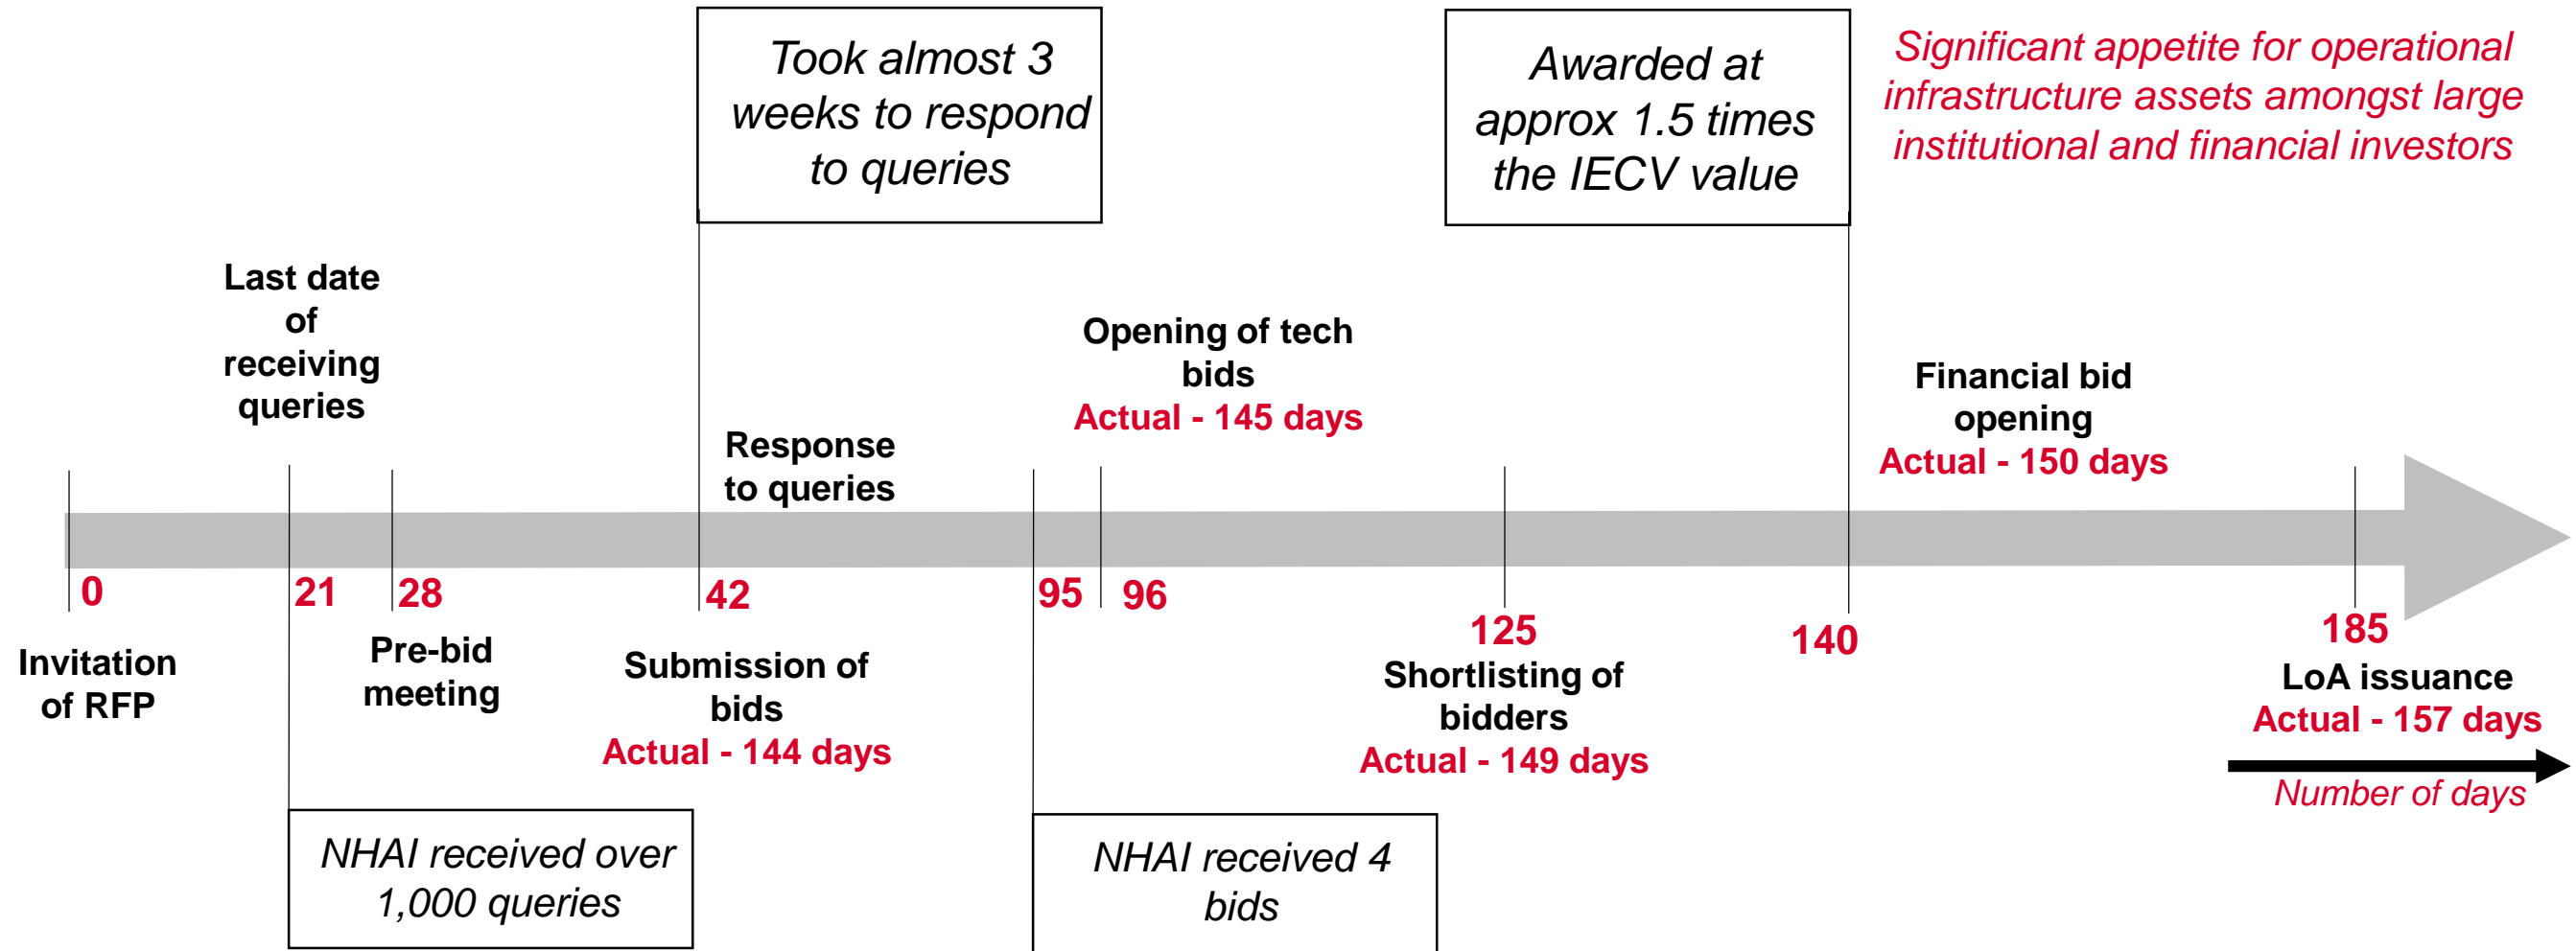 Took almost 3
weeks to respond
to queries
Awarded at
approx 1.5 times
the IECV value
Significant appetite for operational
infrastructure assets amongst large
institutional and financial investors
Last date
of
receiving
queries
Opening of tech
bids
Actual - 145 days
Response
to queries
Financial bid
opening
Actual - 150 days
0
21
28
42
95
96
125
140
185
Invitation
of RFP
Pre-bid
meeting
Submission of
bids
Actual - 144 days
Shortlisting of
bidders
Actual - 149 days
LoA issuance
Actual - 157 days
Number of days
NHAI received over
1,000 queries
NHAI received 4
bids